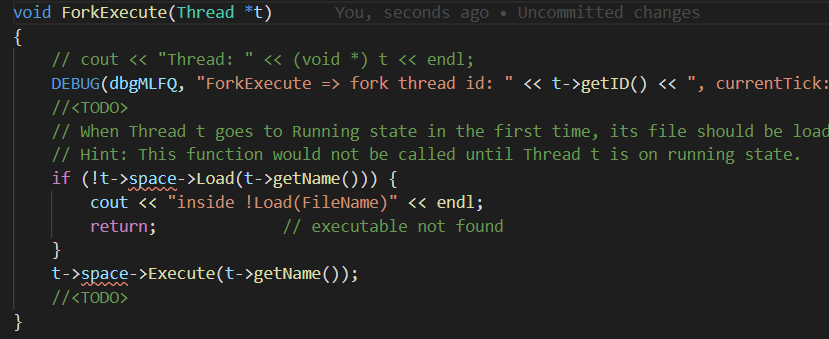 void ForkExecute(Thread *t) You, seconds ago • Uncommitted changes
{
    // cout << "Thread: " << (void *) t << endl;
    DEBUG(dbgMLFQ, "ForkExecute => fork thread id: " << t->getID() << ", currentTick:
    //<TODO>
    // When Thread t goes to Running state in the first time, its file should be load
    // Hint: This function would not be called until Thread t is on running state.
    if (!t->space->Load(t->getName())) {
        cout << "inside !Load(FileName)" << endl;
        return;             // executable not found
    }
    t->space->Execute(t->getName());
    //<TODO>
}